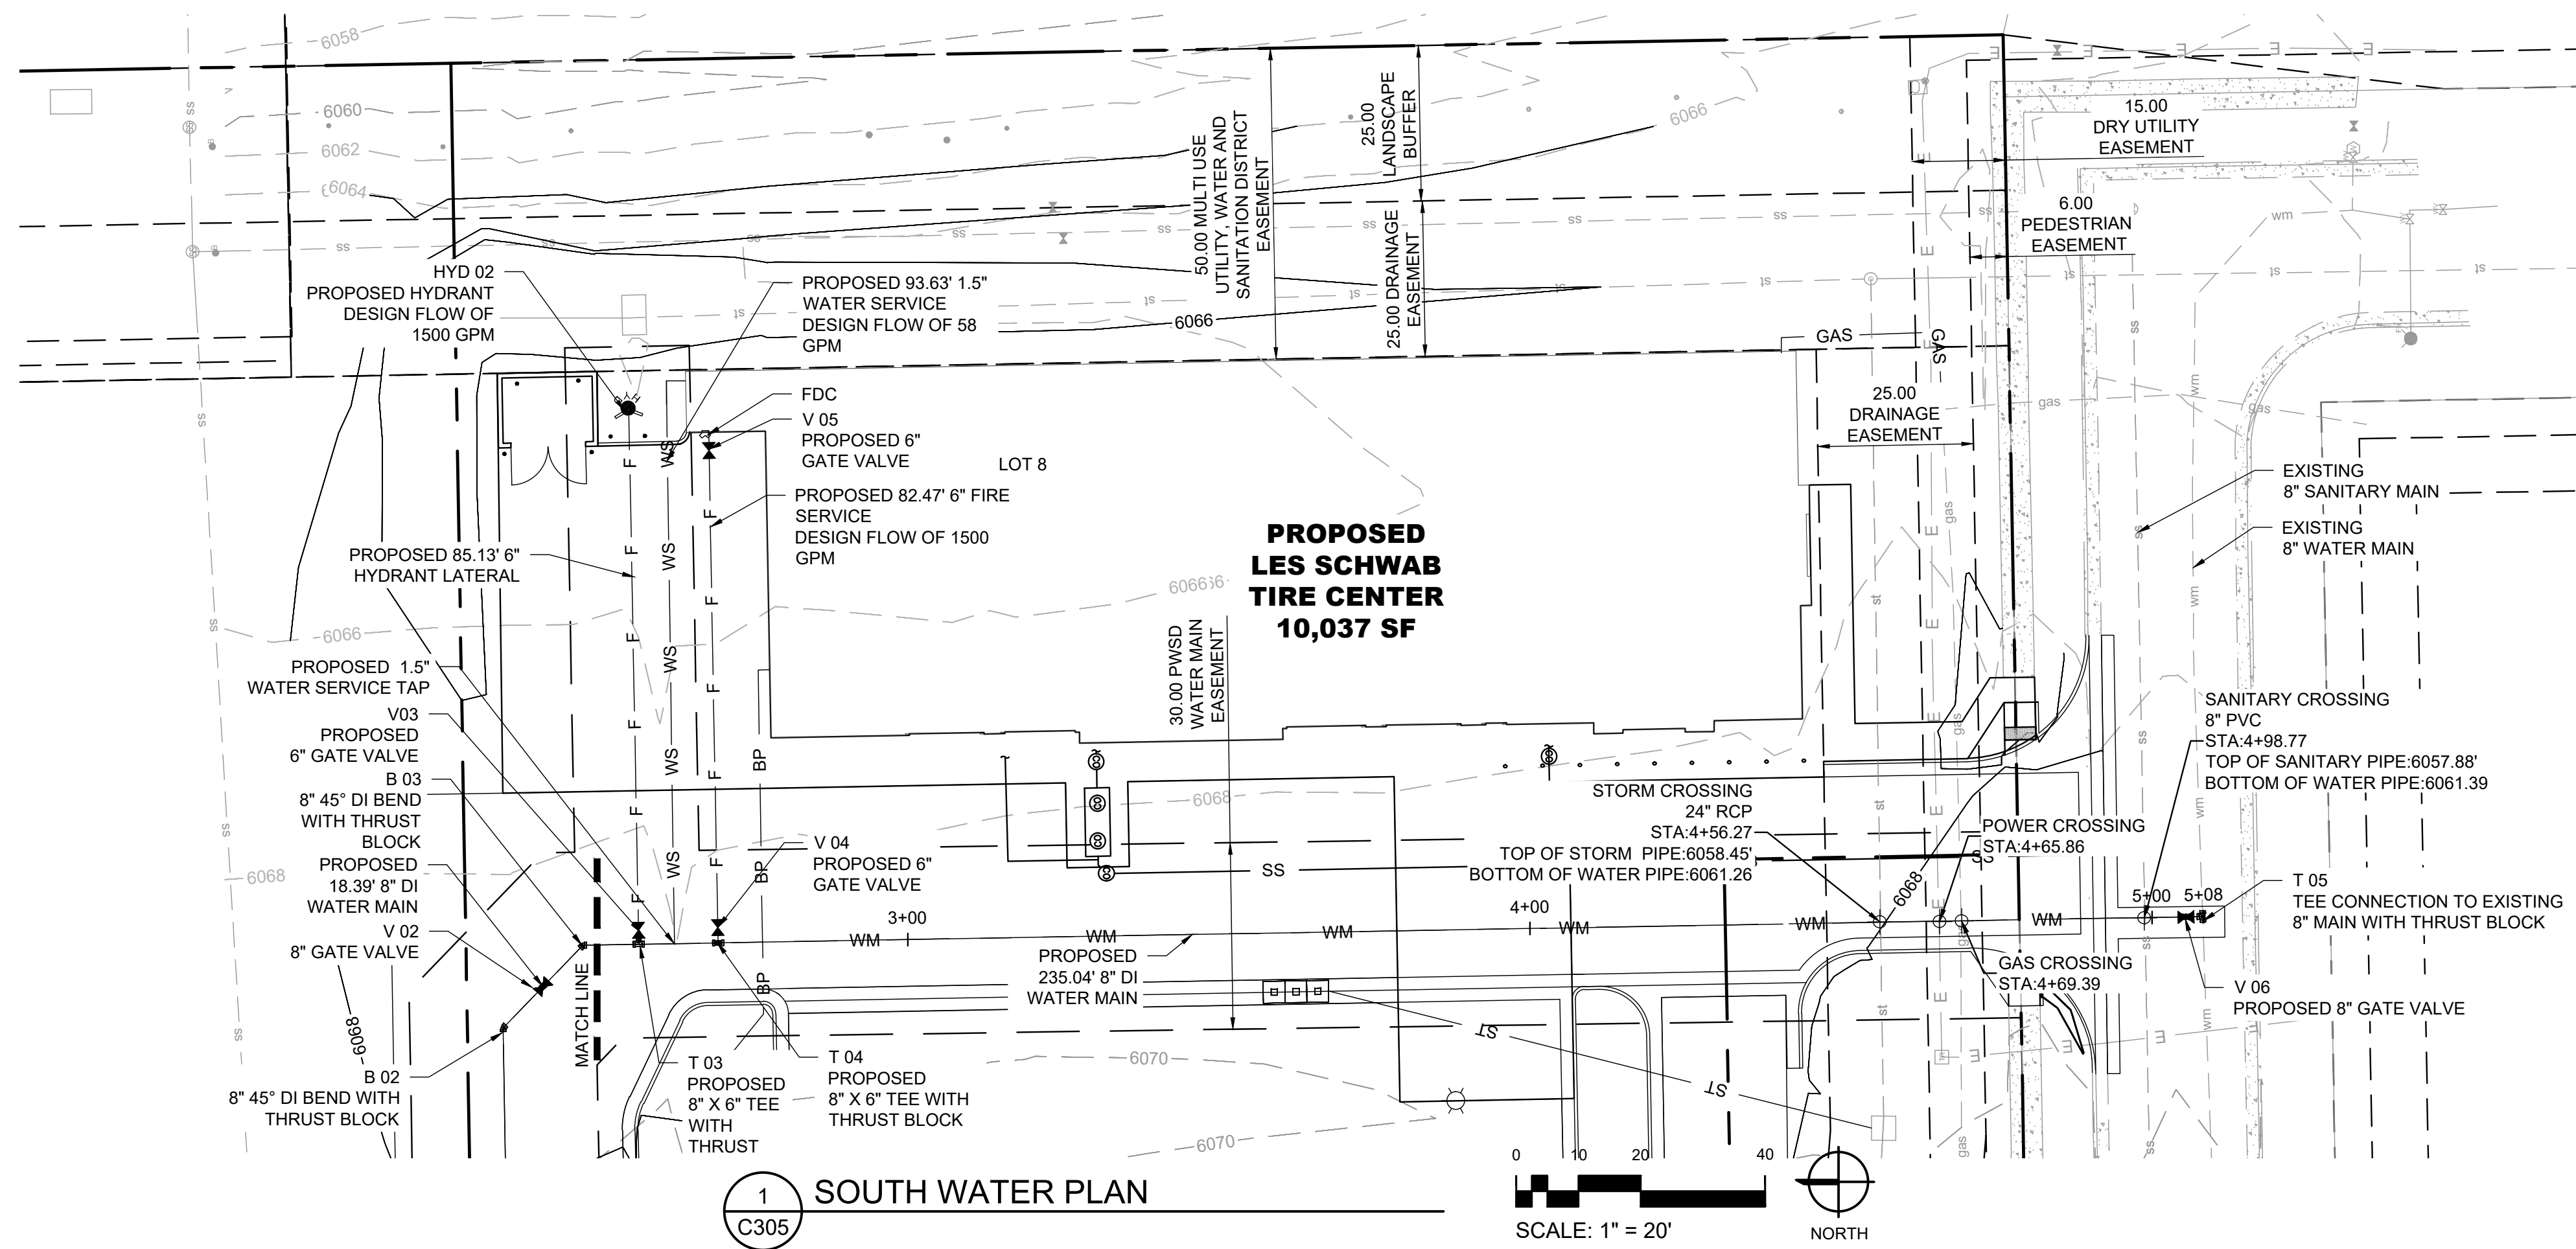 6058
6060
6062
6064
HYD 02
PROPOSED HYDRANT
DESIGN FLOW OF
1500 GPM
PROPOSED 93.63' 1.5"
WATER SERVICE
DESIGN FLOW OF 58
GPM
50.00 MULTI USE
UTILITY, WATER AND
SANITATION DISTRICT
EASEMENT
25.00
LANDSCAPE
BUFFER
25.00 DRAINAGE
EASEMENT
6066
6066
15.00
DRY UTILITY
EASEMENT
6.00
PEDESTRIAN
EASEMENT
GAS
GAS
25.00
DRAINAGE
EASEMENT
FDC
V 05
PROPOSED 6"
GATE VALVE
LOT 8
PROPOSED 82.47' 6" FIRE
SERVICE
DESIGN FLOW OF 1500
GPM
PROPOSED 85.13' 6"
HYDRANT LATERAL
PROPOSED
LES SCHWAB
TIRE CENTER
10,037 SF
EXISTING
8" SANITARY MAIN
EXISTING
8" WATER MAIN
6066
6066
30.00 PWSD
WATER MAIN
EASEMENT
PROPOSED 1.5"
WATER SERVICE TAP
V03
PROPOSED
6" GATE VALVE
B 03
8" 45° DI BEND
WITH THRUST
BLOCK
PROPOSED
18.39' 8" DI
WATER MAIN
V 02
8" GATE VALVE
6068
6068
V 04
PROPOSED 6"
GATE VALVE
6068
SS
STORM CROSSING
24" RCP
STA:4+56.27
TOP OF STORM PIPE:6058.45'
BOTTOM OF WATER PIPE:6061.26
POWER CROSSING
STA:4+65.86
SANITARY CROSSING
8" PVC
STA:4+98.77
TOP OF SANITARY PIPE:6057.88'
BOTTOM OF WATER PIPE:6061.39
6068
5+00
5+08
T 05
TEE CONNECTION TO EXISTING
8" MAIN WITH THRUST BLOCK
3+00
4+00
WM
WM
WM
WM
WM
WM
PROPOSED
235.04' 8" DI
WATER MAIN
GAS CROSSING
STA:4+69.39
V 06
PROPOSED 8" GATE VALVE
MATCH LINE
B 02
8" 45° DI BEND WITH
THRUST BLOCK
T 03
PROPOSED
8" X 6" TEE
WITH
THRUST
T 04
PROPOSED
8" X 6" TEE WITH
THRUST BLOCK
6070
6070
ST
ST
1
C305
SOUTH WATER PLAN
0 10 20 40
SCALE: 1" = 20'
NORTH